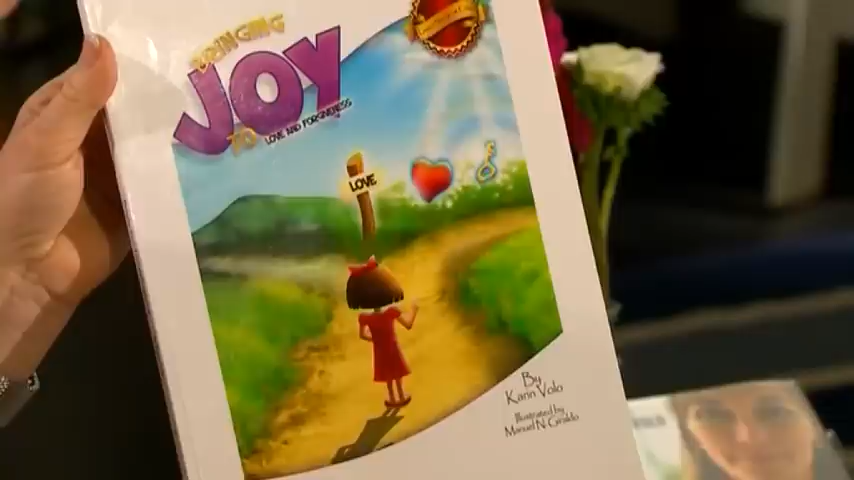 BRINGING
JOY
TO LOVE AND FORGIVENESS
LOVE
By
Karin Volo
Illustrated by
Manuel N Giraldo